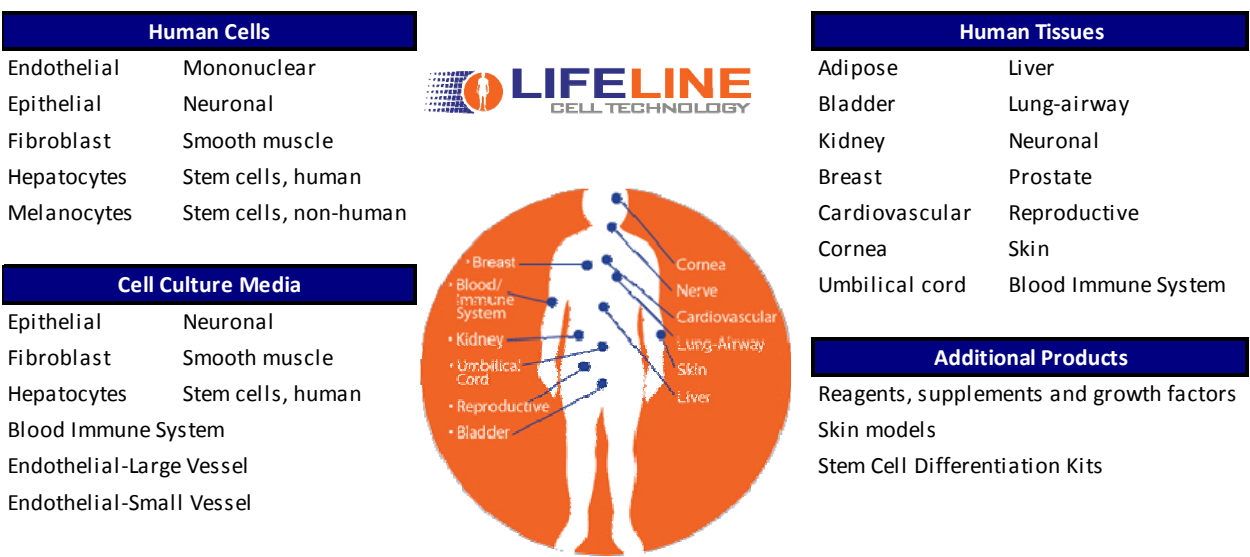 Human Cells
Endothelial Mononuclear
Epithelial Neuronal
Fibroblast Smooth muscle
Hepatocytes Stem cells, human
Melanocytes Stem cells, non-human
Cell Culture Media
Epithelial Neuronal
Fibroblast Smooth muscle
Hepatocytes Stem cells, human
Blood Immune System
Endothelial-Large Vessel
Endothelial-Small Vessel
LIFELINE
CELL TECHNOLOGY
• Breast
• Blood/
Immune
System
• Kidney
• Umbilical
Cord
• Reproductive
• Bladder
Cornea
Nerve
Cardiovascular
Lung-Airway
Skin
Liver
Human Tissues
Adipose Liver
Bladder Lung-airway
Kidney Neuronal
Breast Prostate
Cardiovascular Reproductive
Cornea Skin
Umbilical cord Blood Immune System
Additional Products
Reagents, supplements and growth factors
Skin models
Stem Cell Differentiation Kits